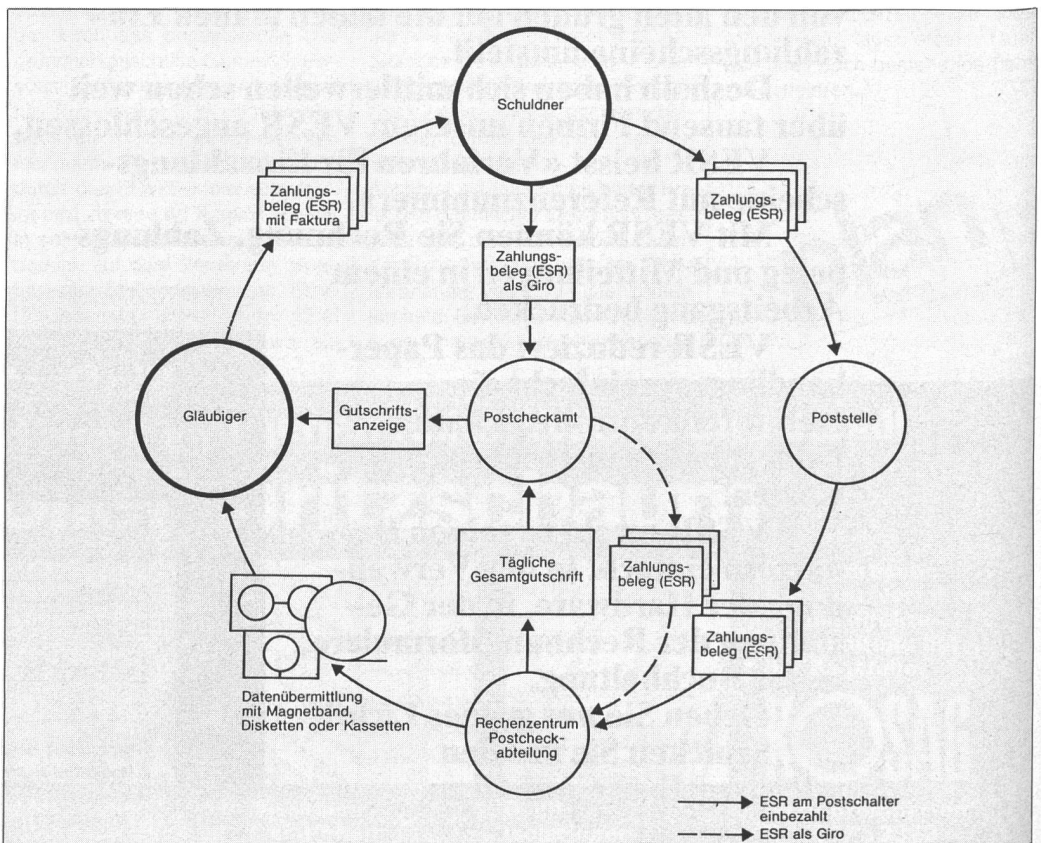 Schuldner
Zahlungs-
beleg (ESR)
mit Faktura
Zahlungs-
beleg (ESR)
Zahlungs-
beleg (ESR)
als Giro
Gläubiger
Gutschrifts-
anzeige
Postcheckamt
Poststelle
Tägliche
Gesamtgutschrift
Zahlungs-
beleg (ESR)
Zahlungs-
beleg (ESR)
Datenübermittlung
mit Magnetband,
Disketten oder Kassetten
Rechenzentrum
Postcheck-
abteilung
ESR am Postschalter
einbezahlt
ESR als Giro